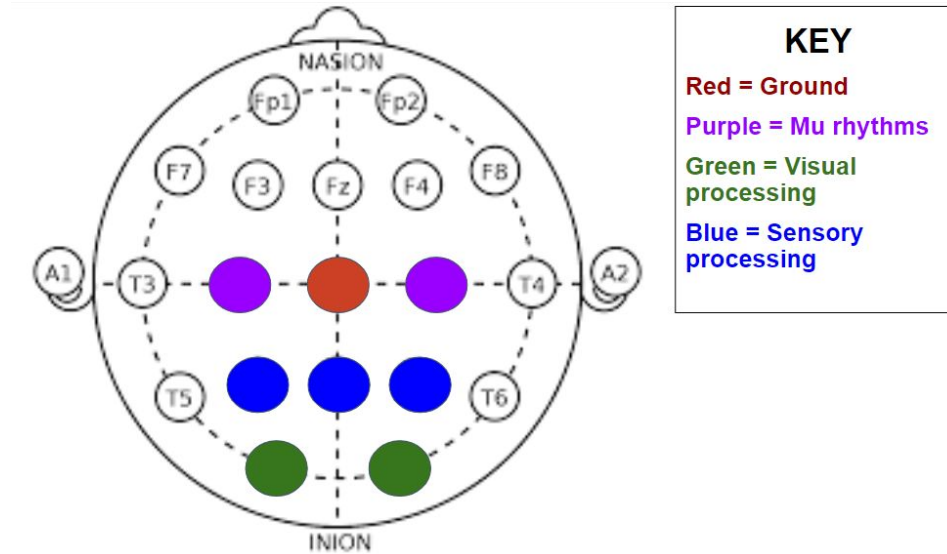 NASION
Fp1 Fp2
F7 F3 Fz F4 F8
A1 T3 T4 A2
T5 T6
INION
KEY
Red = Ground
Purple = Mu rhythms
Green = Visual
processing
Blue = Sensory
processing